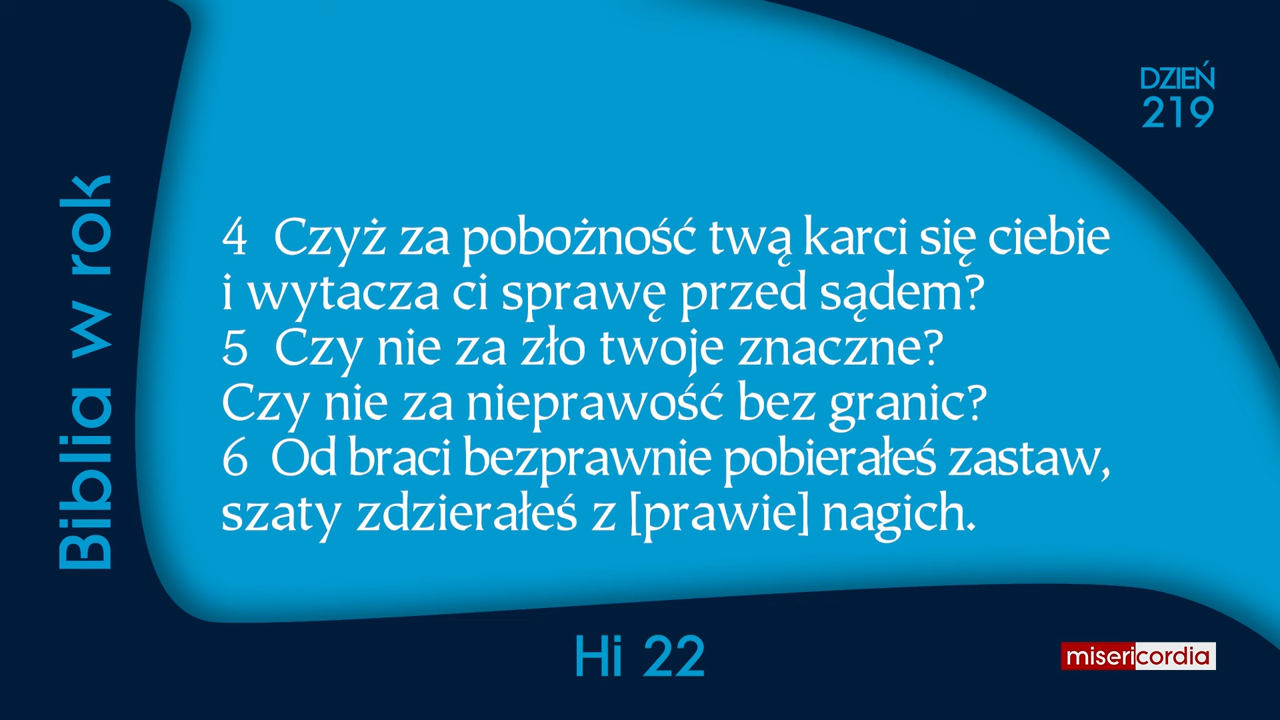 DZIEŃ
219
Biblia w rok
4 Czyż za pobożność twą karci się ciebie
i wytacza ci sprawę przed sądem?
5 Czy nie za zło twoje znaczne?
Czy nie za nieprawość bez granic?
6 Od braci bezprawnie pobierałeś zastaw,
szaty zdzierałeś z [prawie] nagich.
Hi 22
misericordia